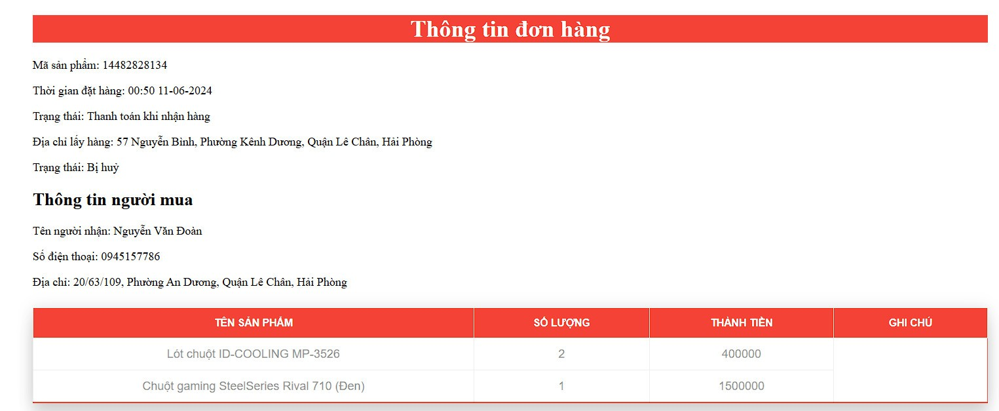 Thông tin đơn hàng
Mã sản phẩm: 14482828134
Thời gian đặt hàng: 00:50 11-06-2024
Trạng thái: Thanh toán khi nhận hàng
Địa chỉ lấy hàng: 57 Nguyễn Bình, Phường Kênh Dương, Quận Lê Chân, Hải Phòng
Trạng thái: Bị huỷ
Thông tin người mua
Tên người nhận: Nguyễn Văn Đoàn
Số điện thoại: 0945157786
Địa chỉ: 20/63/109, Phường An Dương, Quận Lê Chân, Hải Phòng
TÊN SẢN PHẨM SỐ LƯỢNG THÀNH TIỀN GHI CHÚ
Lót chuột ID-COOLING MP-3526 2 400000
Chuột gaming SteelSeries Rival 710 (Đen) 1 1500000